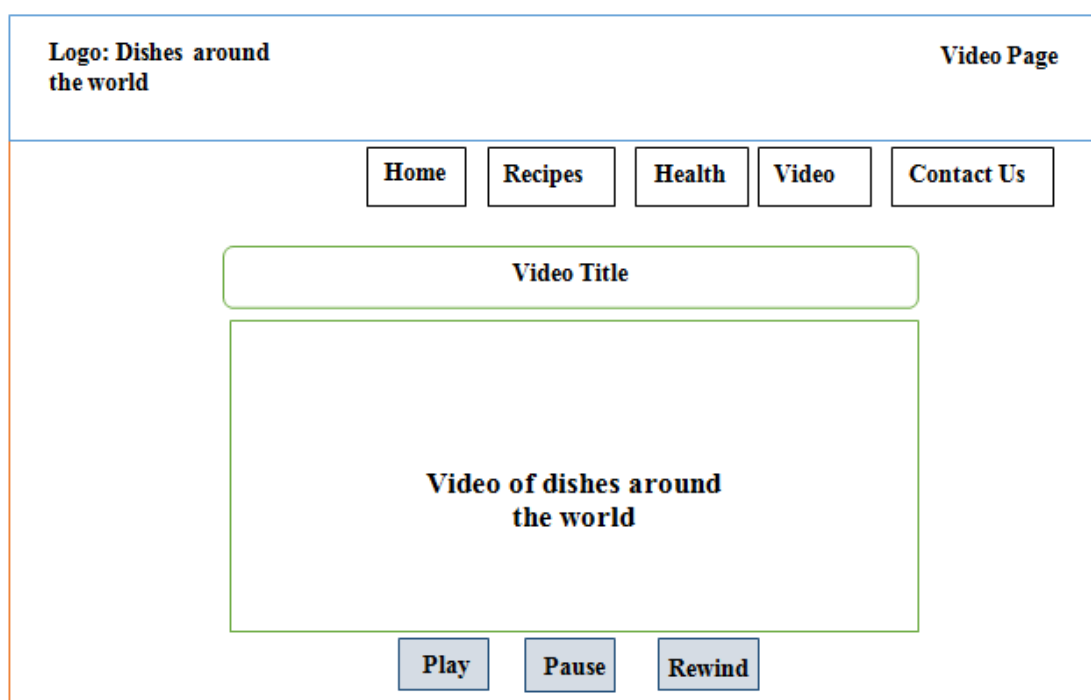 Logo: Dishes around
the world
Video Page
Home Recipes Health Video Contact Us
Video Title
Video of dishes around
the world
Play Pause Rewind